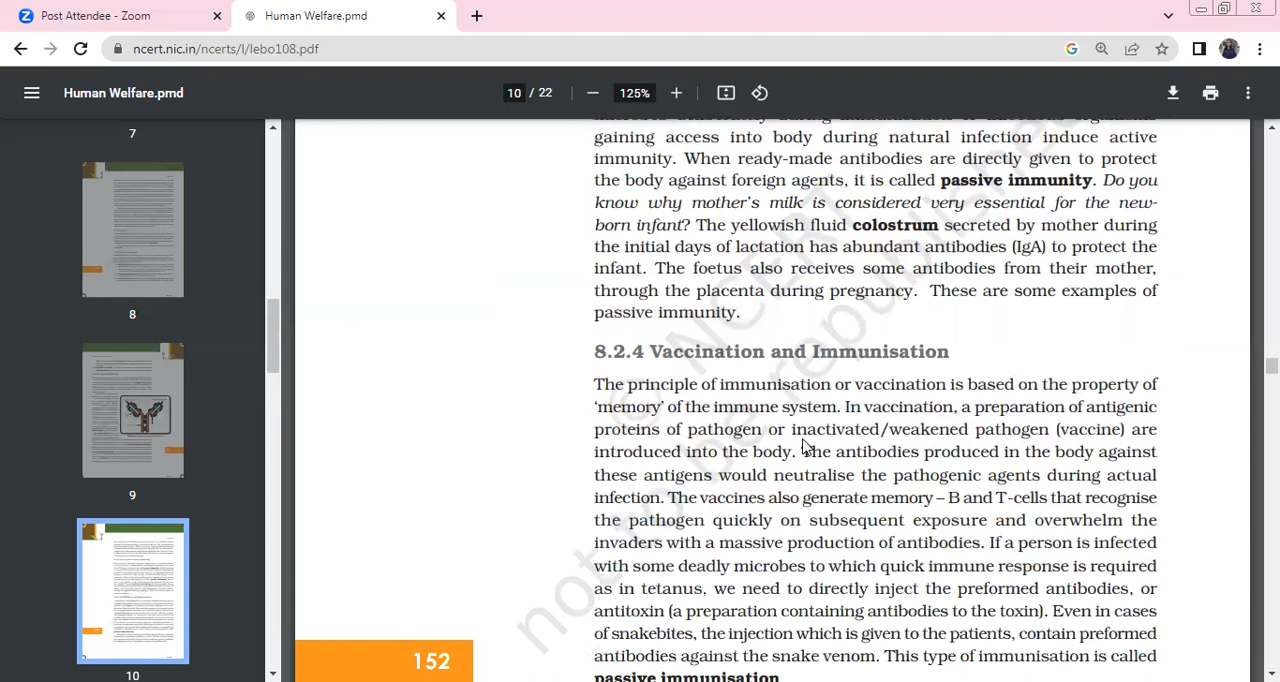 Post Attendee - Zoom
Human Welfare.pmd
ncert.nic.in/ncerts/l/lebo108.pdf
Human Welfare.pmd
10 / 22
125%
7
8
9
10
gaining access into body during natural infection induce active
immunity. When ready-made antibodies are directly given to protect
the body against foreign agents, it is called passive immunity. Do you
know why mother's milk is considered very essential for the new-
born infant? The yellowish fluid colostrum secreted by mother during
the initial days of lactation has abundant antibodies (IgA) to protect the
infant. The foetus also receives some antibodies from their mother,
through the placenta during pregnancy. These are some examples of
passive immunity.
8.2.4 Vaccination and Immunisation
The principle of immunisation or vaccination is based on the property of
'memory' of the immune system. In vaccination, a preparation of antigenic
proteins of pathogen or inactivated/weakened pathogen (vaccine) are
introduced into the body. The antibodies produced in the body against
these antigens would neutralise the pathogenic agents during actual
infection. The vaccines also generate memory – B and T-cells that recognise
the pathogen quickly on subsequent exposure and overwhelm the
invaders with a massive production of antibodies. If a person is infected
with some deadly microbes to which quick immune response is required
as in tetanus, we need to directly inject the preformed antibodies, or
antitoxin (a preparation containing antibodies to the toxin). Even in cases
of snakebites, the injection which is given to the patients, contain preformed
antibodies against the snake venom. This type of immunisation is called
passive immunisation
152
© NCERT
not to be republished